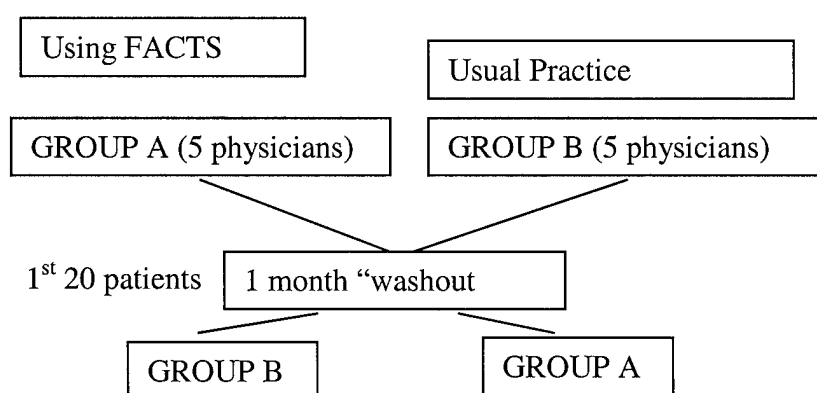 Using FACTS
Usual Practice
GROUP A (5 physicians)
GROUP B (5 physicians)
1st 20 patients
1 month “washout
GROUP B
GROUP A